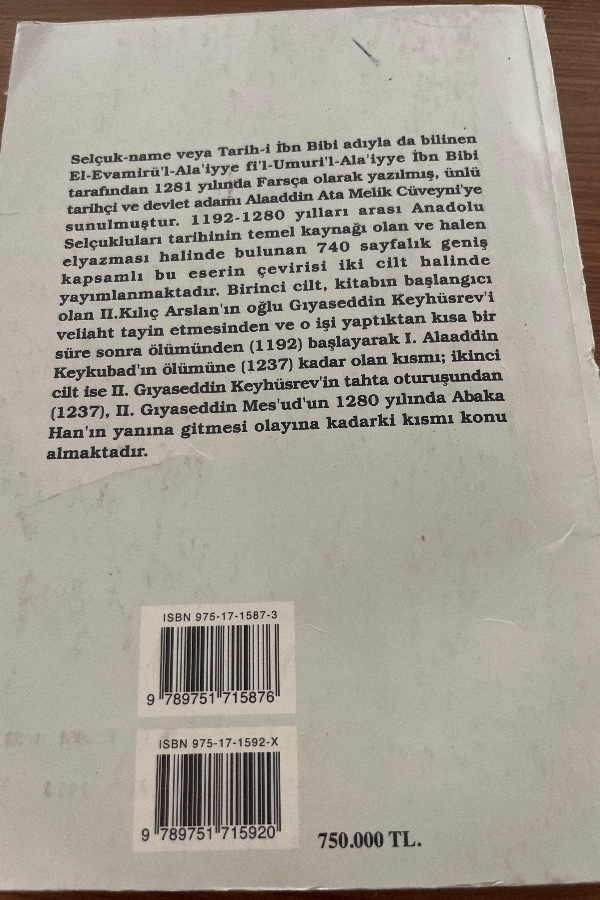 Selçuk-name veya Tarih-i İbn Bibi adıyla da bilinen
El-Evamirü'l-Ala'iyye fi'l-Umuri'l-Ala'iyye İbn Bibi
tarafından 1281 yılında Farsça olarak yazılmış, ünlü
tarihçi ve devlet adamı Alaaddin Ata Melik Cüveyni'ye
sunulmuştur. 1192-1280 yılları arası Anadolu
Selçukluları tarihinin temel kaynağı olan ve halen
elyazması halinde bulunan 740 sayfalık geniş
kapsamlı bu eserin çevirisi iki cilt halinde
yayımlanmaktadır. Birinci cilt, kitabın başlangıcı
olan II.Kılıç Arslan'ın oğlu Gıyaseddin Keyhüsrev'i
veliaht tayin etmesinden ve o işi yaptıktan kısa bir
süre sonra ölümünden (1192) başlayarak I. Alaaddin
Keykubad'ın ölümüne (1237) kadar olan kısmı; ikinci
cilt ise II. Gıyaseddin Keyhüsrev'in tahta oturuşundan
(1237), II. Gıyaseddin Mes'ud'un 1280 yılında Abaka
Han'ın yanına gitmesi olayına kadarki kısmı konu
almaktadır.
ISBN 975-17-1587-3
9 789751 715876
ISBN 975-17-1592-X
9 789751 715920
750.000 TL.